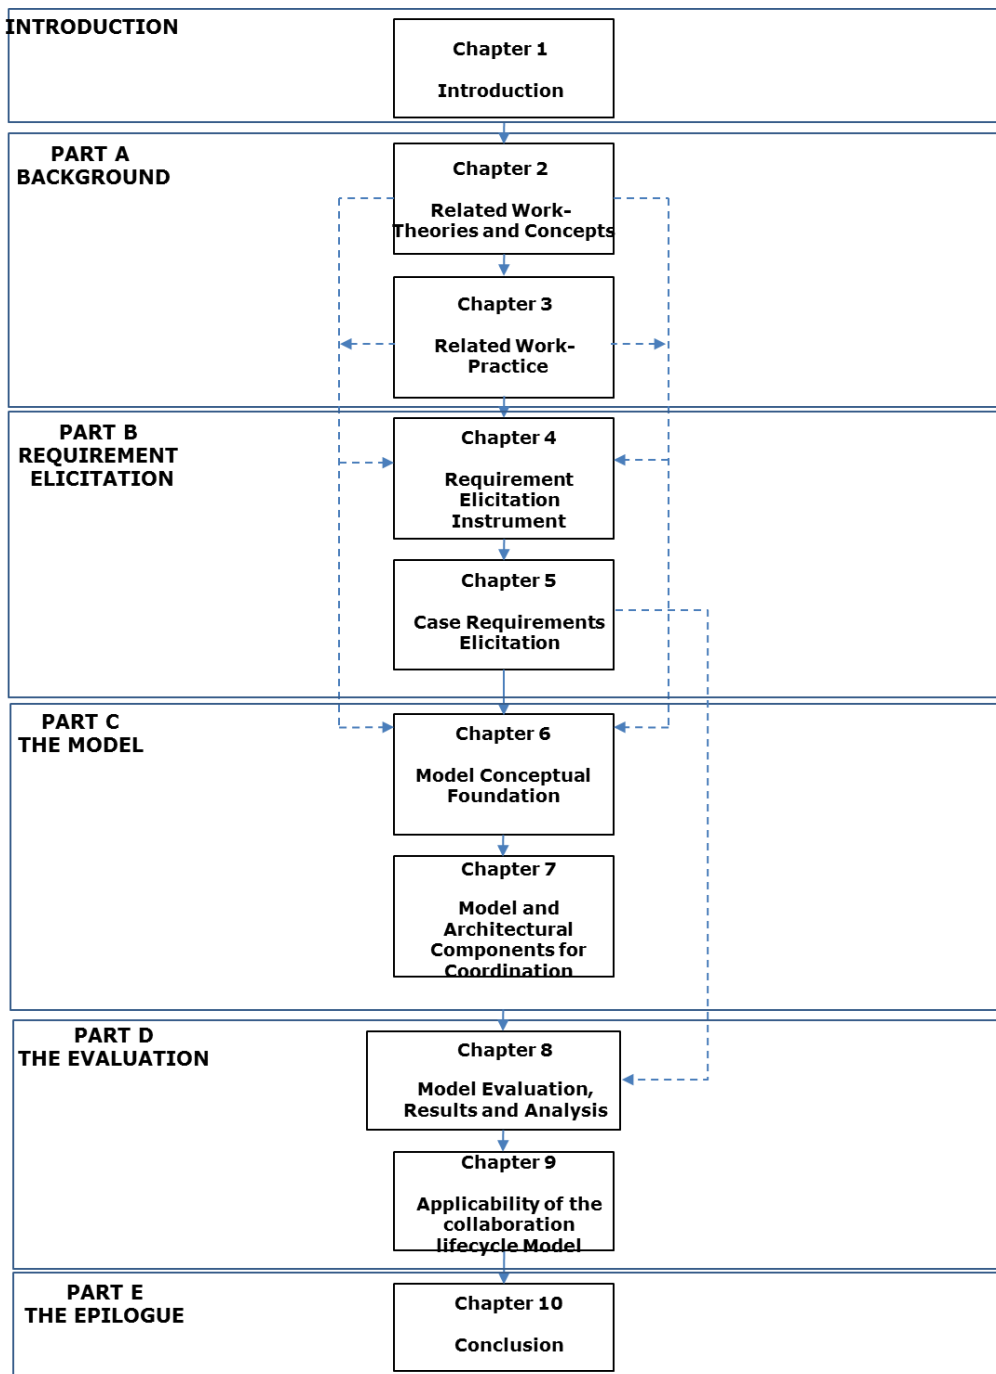 INTRODUCTION
Chapter 1
Introduction
PART A
BACKGROUND
Chapter 2
Related Work-
Theories and Concepts
Chapter 3
Related Work-
Practice
PART B
REQUIREMENT
ELICITATION
Chapter 4
Requirement
Elicitation
Instrument
Chapter 5
Case Requirements
Elicitation
PART C
THE MODEL
Chapter 6
Model Conceptual
Foundation
Chapter 7
Model and
Architectural
Components for
Coordination
PART D
THE EVALUATION
Chapter 8
Model Evaluation,
Results and Analysis
Chapter 9
Applicability of the
collaboration
lifecycle Model
PART E
THE EPILOGUE
Chapter 10
Conclusion